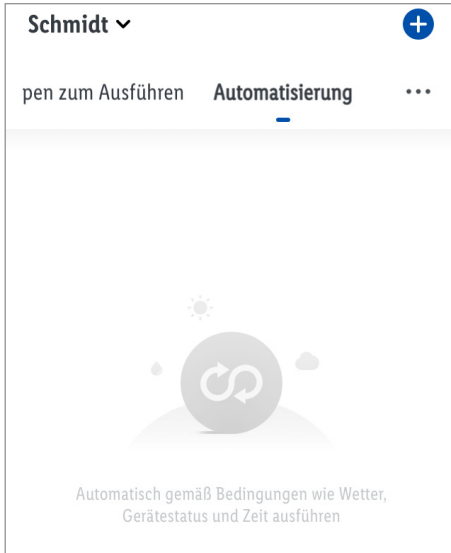 Schmidt
pen zum Ausführen Automatisierung
Automatisch gemäß Bedingungen wie Wetter,
Gerätestatus und Zeit ausführen